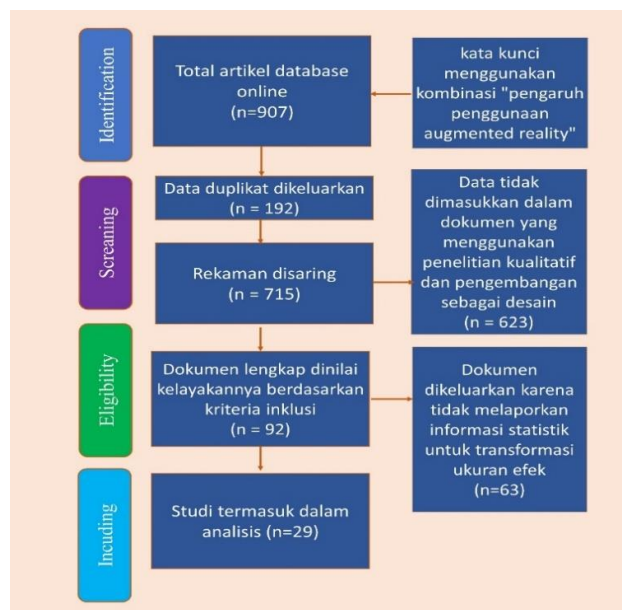 Identification
Total artikel database
online
(n=907)
kata kunci
menggunakan
kombinasi "pengaruh
penggunaan
augmented reality"
Screaning
Data duplikat dikeluarkan
(n = 192)
Rekaman disaring
(n = 715)
Data tidak
dimasukkan dalam
dokumen yang
menggunakan
penelitian kualitatif
dan pengembangan
sebagai desain
(n = 623)
Eligibility
Dokumen lengkap dinilai
kelayakannya berdasarkan
kriteria inklusi
(n = 92)
Dokumen
dikeluarkan karena
tidak melaporkan
informasi statistik
untuk transformasi
ukuran efek
(n=63)
Incuding
Studi termasuk dalam
analisis (n=29)